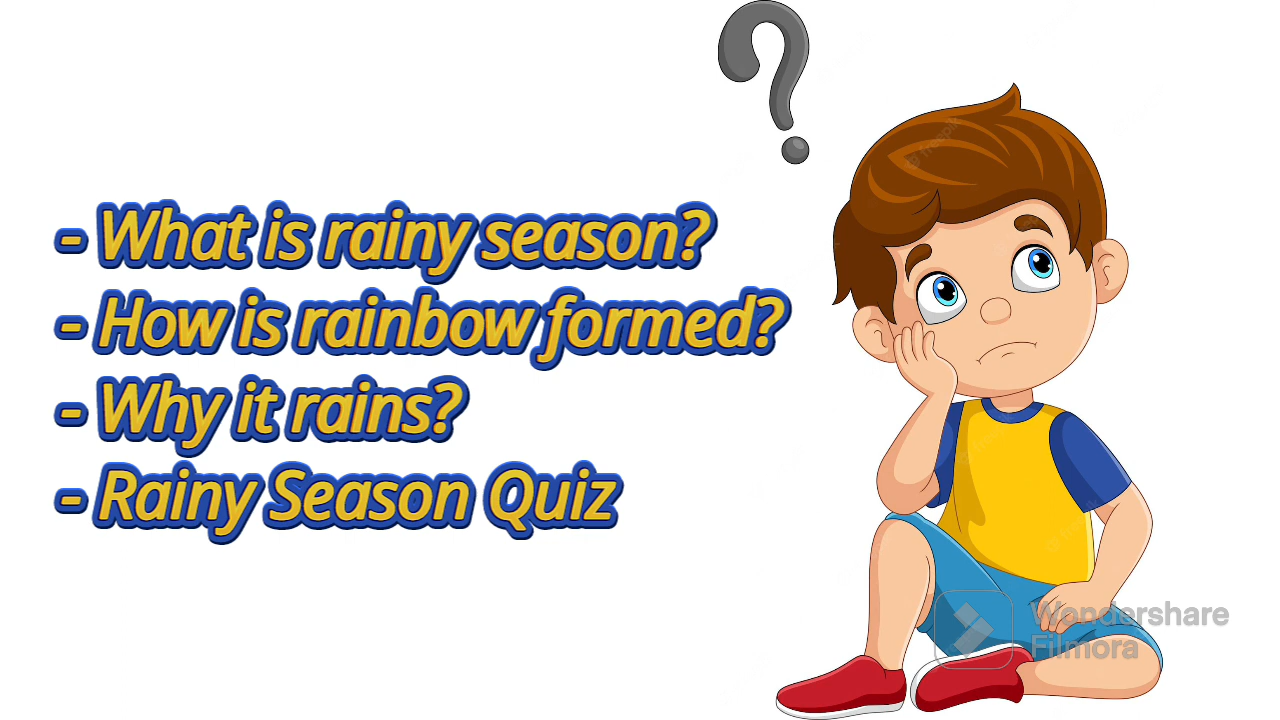 - What is rainy season?
- How is rainbow formed?
- Why it rains?
- Rainy Season Quiz
?
Wondershare
Filmora